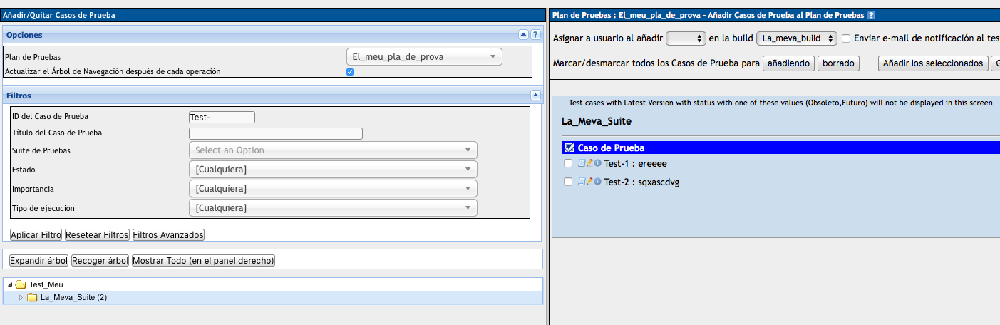 Añadir/Quitar Casos de Prueba
Opciones
?
Plan de Pruebas
El_meu_pla_de_prova
Actualizar el Árbol de Navegación después de cada operación
Filtros
ID del Caso de Prueba
Test-
Título del Caso de Prueba
Suite de Pruebas
Select an Option
Estado
[Cualquiera]
Importancia
[Cualquiera]
Tipo de ejecución
[Cualquiera]
Aplicar Filtro Resetear Filtros Filtros Avanzados
Expandir árbol Recoger árbol Mostrar Todo (en el panel derecho)
Test_Meu
La_Meva_Suite (2)
Plan de Pruebas : El_meu_pla_de_prova - Añadir Casos de Prueba al Plan de Pruebas ?
Asignar a usuario al añadir en la build La_meva_build Enviar e-mail de notificación al tes
Marcar/desmarcar todos los Casos de Prueba para añadiendo borrado Añadir los seleccionados
Test cases with Latest Version with status with one of these values (Obsoleto,Futuro) will not be displayed in this screen
La_Meva_Suite
Caso de Prueba
Test-1 : ereeee
Test-2 : sqxascdvg